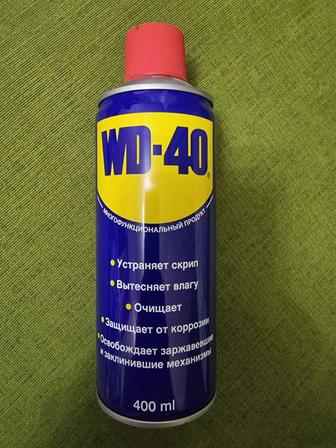 WD-40®
МНОГОФУНКЦИОНАЛЬНЫЙ ПРОДУКТ
• Устраняет скрип
• Вытесняет влагу
• Очищает
• Защищает от коррозии
• Освобождает заржавевшие
и заклинившие механизмы
400 ml